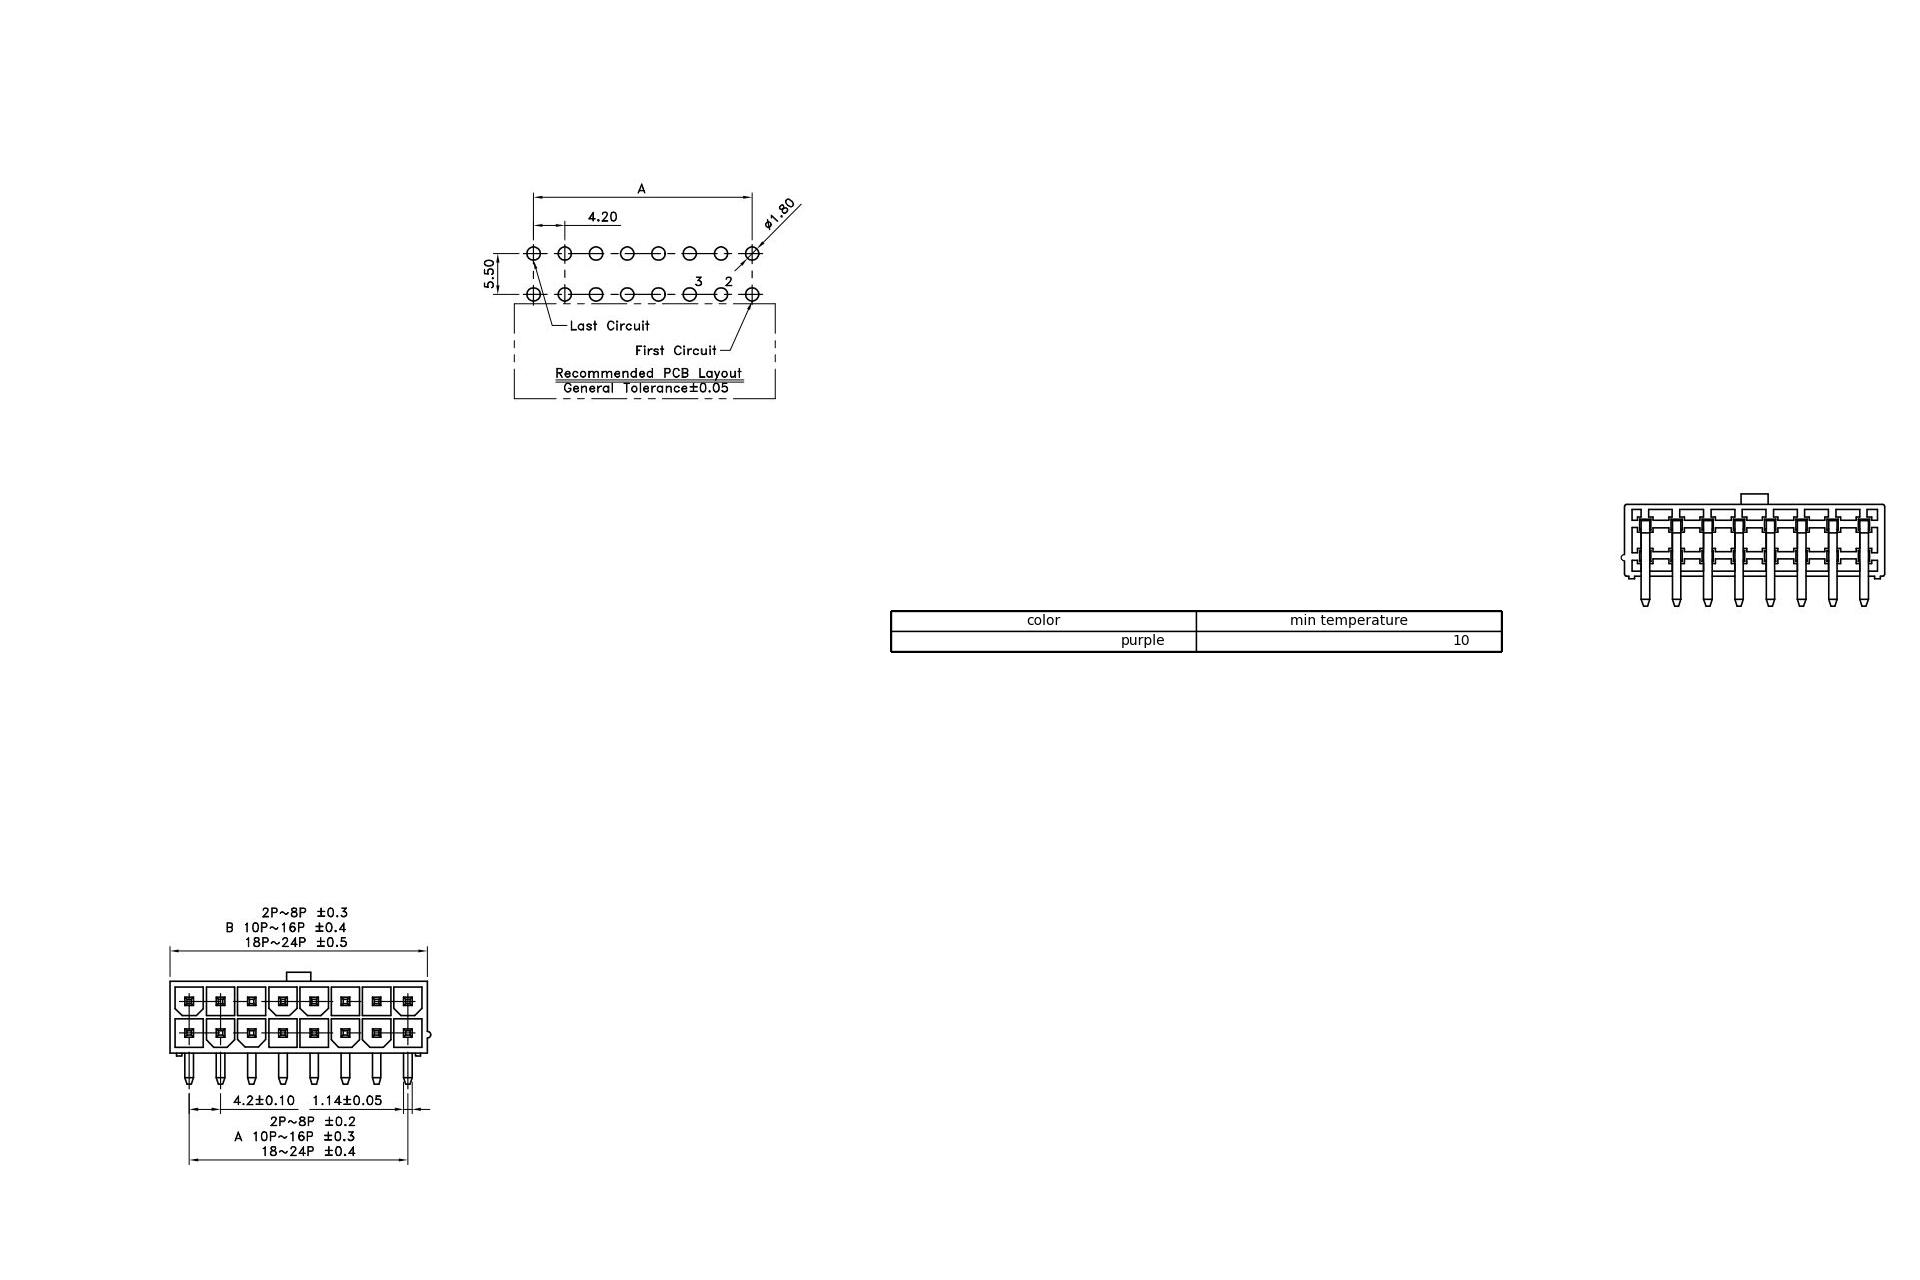 A
4.20
ø1.80
5.50
3 2
Last Circuit
First Circuit
Recommended PCB Layout
General Tolerance±0.05
color min temperature
purple 10
2P~8P ±0.3
B 10P~16P ±0.4
18P~24P ±0.5
4.2±0.10 1.14±0.05
2P~8P ±0.2
A 10P~16P ±0.3
18~24P ±0.4